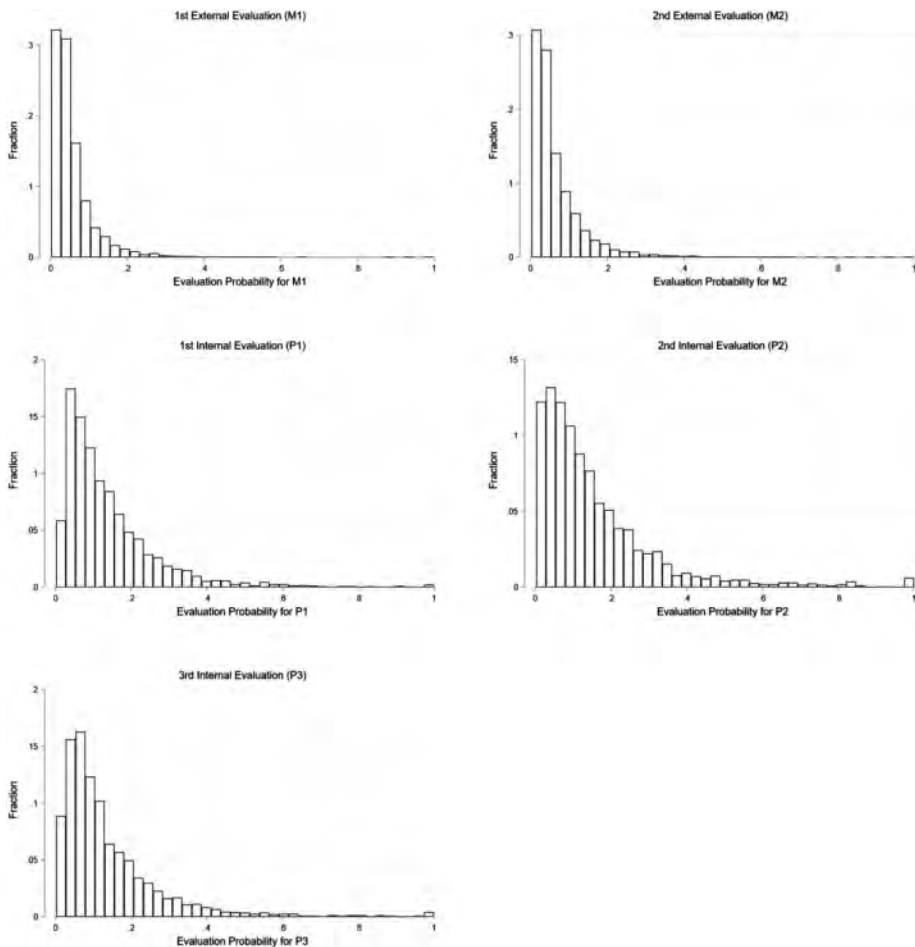 1st External Evaluation (M1)
.3
.2
.1
0
Fraction
0 .2 .4 .6 .8 1
Evaluation Probability for M1
2nd External Evaluation (M2)
.3
.2
.1
0
Fraction
0 .2 .4 .6 .8 1
Evaluation Probability for M2
1st Internal Evaluation (P1)
.2
.15
.1
.05
0
Fraction
0 .2 .4 .6 .8 1
Evaluation Probability for P1
2nd Internal Evaluation (P2)
.15
.1
.05
0
Fraction
0 .2 .4 .6 .8 1
Evaluation Probability for P2
3rd Internal Evaluation (P3)
.2
.15
.1
.05
0
Fraction
0 .2 .4 .6 .8 1
Evaluation Probability for P3